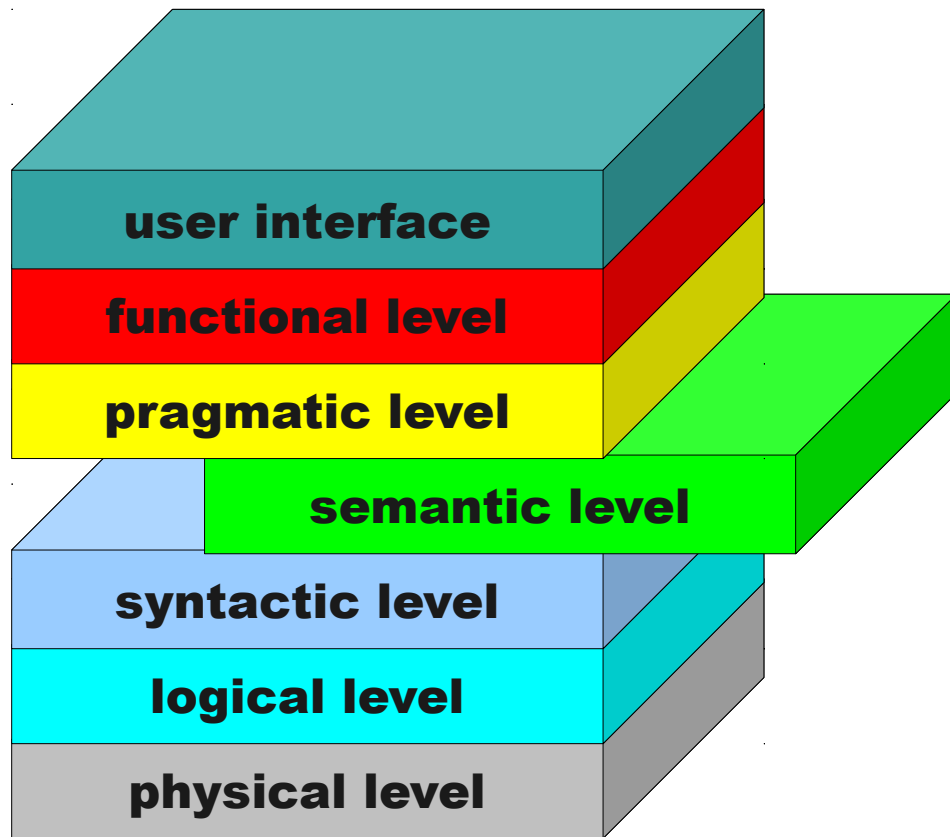 user interface
functional level
pragmatic level
semantic level
syntactic level
logical level
physical level